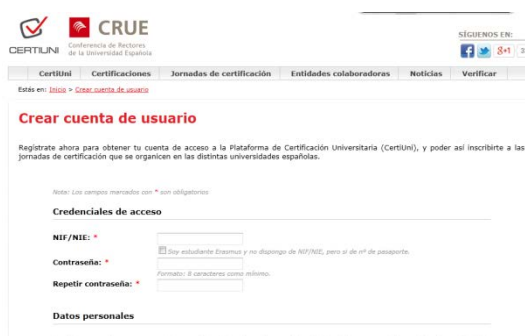 CRUE
SÍGUENOS EN:
CERTIUNI
Conferencia de Rectores
de la Universidad Española
8+1
CertiUni Certificaciones Jornadas de certificación Entidades colaboradoras Noticias Verificar
Estás en: Inicio > Crear cuenta de usuario
Crear cuenta de usuario
Regístrate ahora para obtener tu cuenta de acceso a la Plataforma de Certificación Universitaria (CertiUni), y poder así inscribirte a las
jornadas de certificación que se organicen en las distintas universidades españolas.
Nota: Los campos marcados con * son obligatorios
Credenciales de acceso
NIF/NIE: *
Soy estudiante Erasmus y no dispongo de NIF/NIE, pero si de nº de pasaporte.
Contraseña: *
Formato: 8 caracteres como mínimo.
Repetir contraseña: *
Datos personales